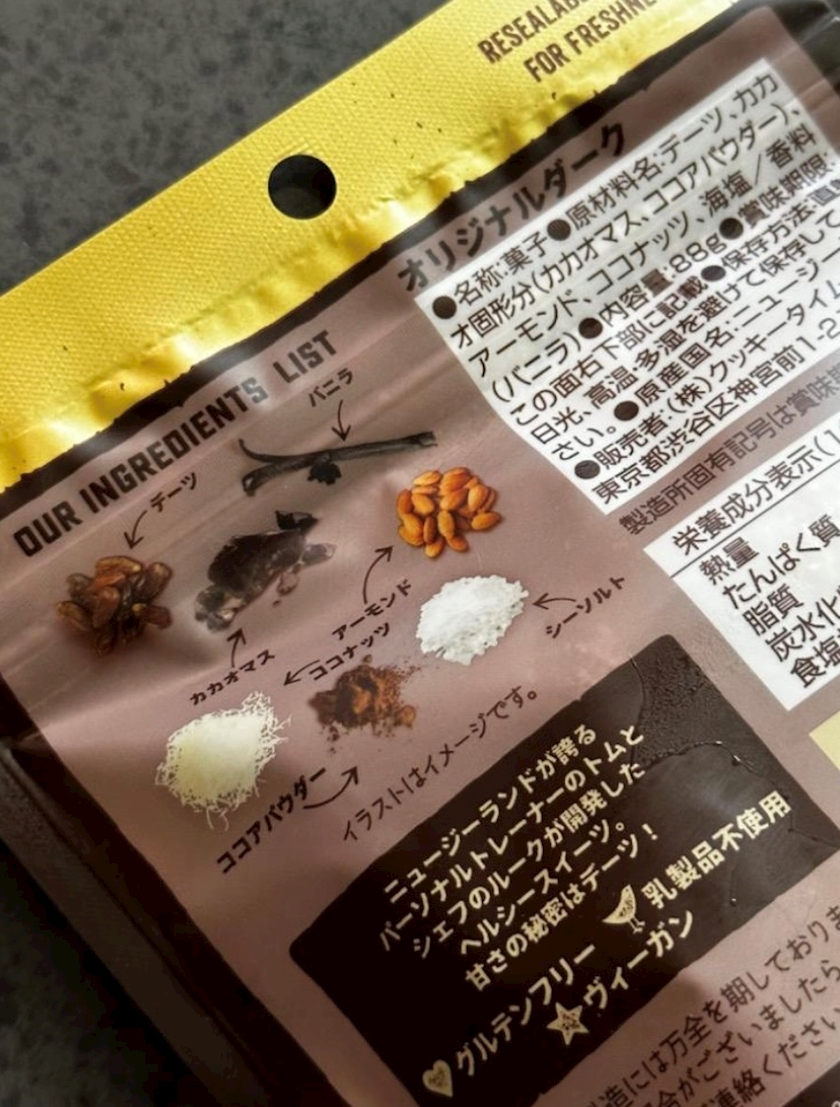 RESEALAB
FOR FRESHNE
オリジナルダーク
●名称:菓子●原材料名:デーツ、カカ
オ固形分(カカオマス、ココアパウダー)、
アーモンド、ココナッツ、海塩/香料
(バニラ)●内容量:88g●賞味期限:
この面右下部に記載●保存方法:直
日光、高温・多湿を避けて保存して
さい。●原産国名:ニュージー
●販売者:(株)クッキータイ
東京都渋谷区神宮前1-2
製造所固有記号は賞味
栄養成分表示(
熱量
たんぱく質
脂質
炭水化
食塩
OUR INGREDIENTS LIST
バニラ
デーツ
アーモンド
シーソルト
カカオマス
ココナッツ
ココアパウダー
イラストはイメージです。
ニュージーランドが誇る
パーソナルトレーナーのトムと
シェフのルークが開発した
ヘルシースイーツ。
甘さの秘密はデーツ!
グルテンフリー 乳製品不使用
ヴィーガン
造には万全を期しておりま
合がございましたら
連絡ください